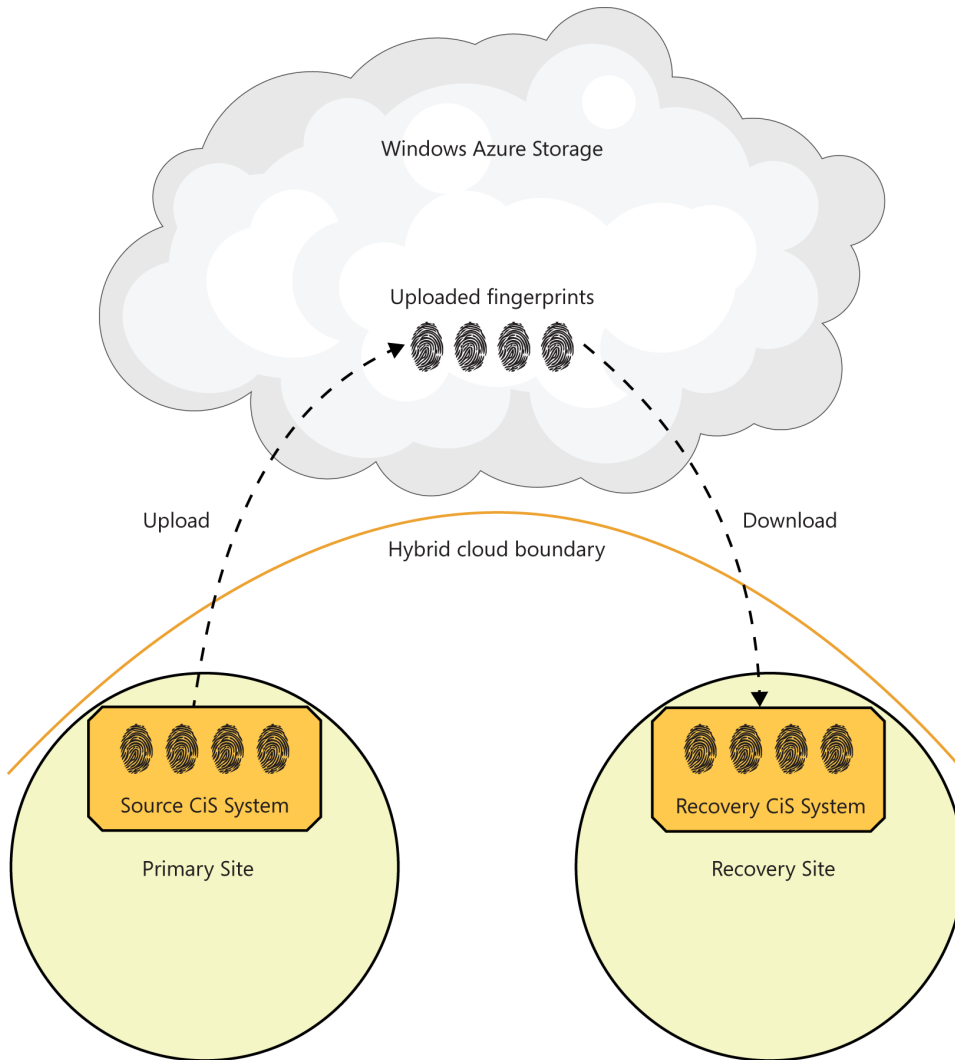 Windows Azure Storage
Uploaded fingerprints
Upload
Download
Hybrid cloud boundary
Source CiS System
Recovery CiS System
Primary Site
Recovery Site